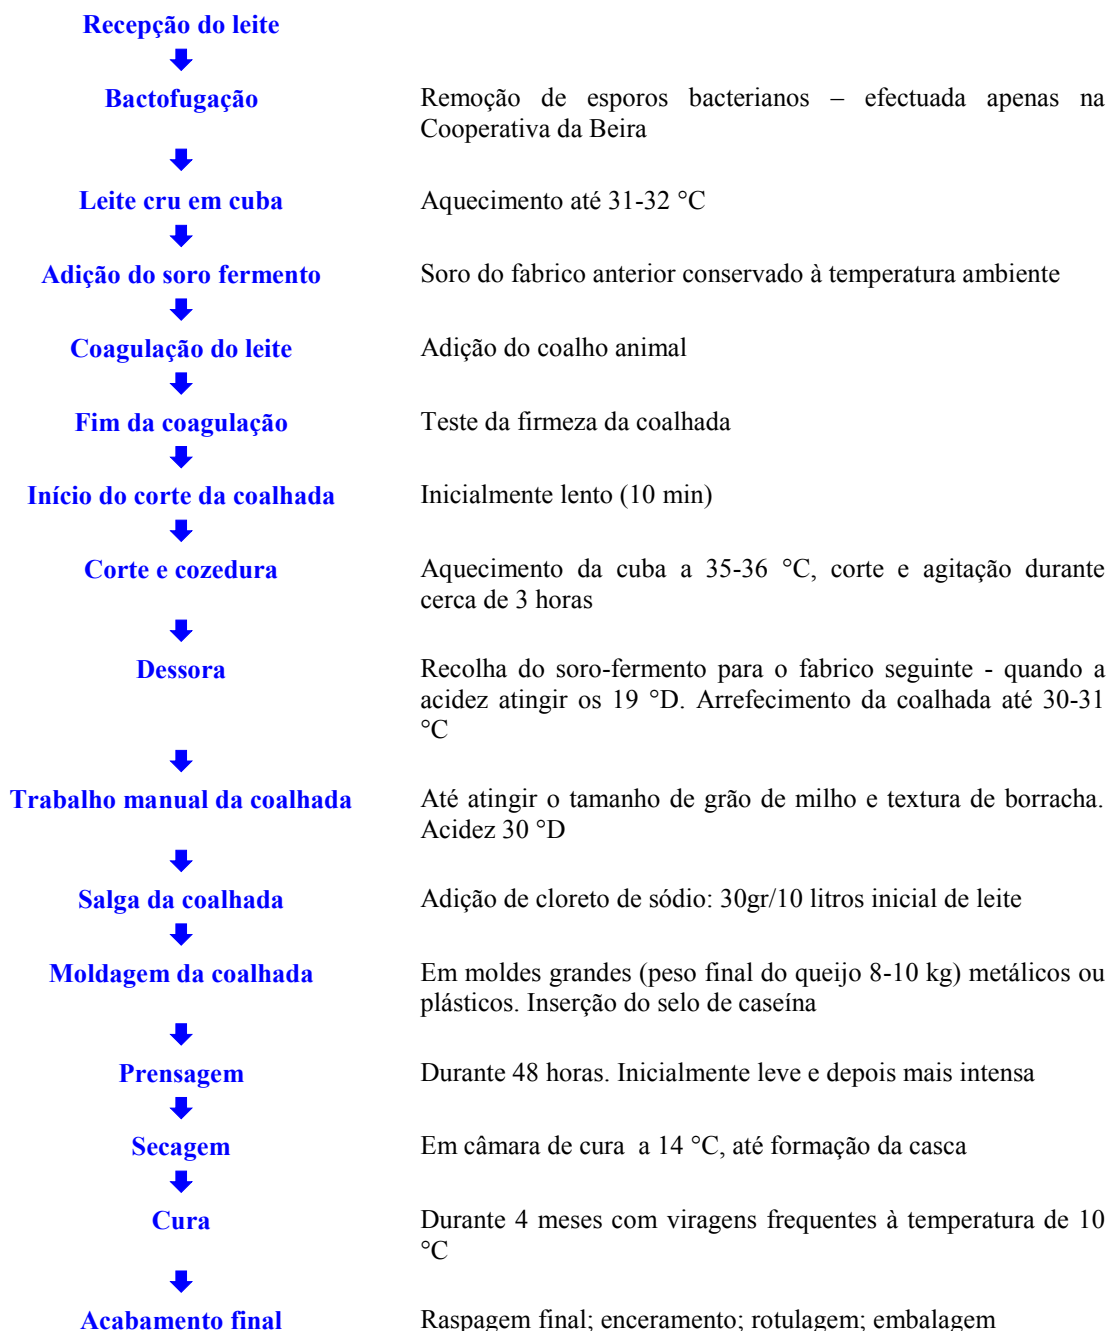 Recepção do leite
Bactofugação
Remoção de esporos bacterianos – efectuada apenas na
Cooperativa da Beira
Leite cru em cuba
Aquecimento até 31-32 °C
Adição do soro fermento
Soro do fabrico anterior conservado à temperatura ambiente
Coagulação do leite
Adição do coalho animal
Fim da coagulação
Teste da firmeza da coalhada
Início do corte da coalhada
Inicialmente lento (10 min)
Corte e cozedura
Aquecimento da cuba a 35-36 °C, corte e agitação durante
cerca de 3 horas
Dessora
Recolha do soro-fermento para o fabrico seguinte - quando a
acidez atingir os 19 °D. Arrefecimento da coalhada até 30-31
°C
Trabalho manual da coalhada
Até atingir o tamanho de grão de milho e textura de borracha.
Acidez 30 °D
Salga da coalhada
Adição de cloreto de sódio: 30gr/10 litros inicial de leite
Moldagem da coalhada
Em moldes grandes (peso final do queijo 8-10 kg) metálicos ou
plásticos. Inserção do selo de caseína
Prensagem
Durante 48 horas. Inicialmente leve e depois mais intensa
Secagem
Em câmara de cura a 14 °C, até formação da casca
Cura
Durante 4 meses com viragens frequentes à temperatura de 10
°C
Acabamento final
Raspagem final; enceramento; rotulagem; embalagem